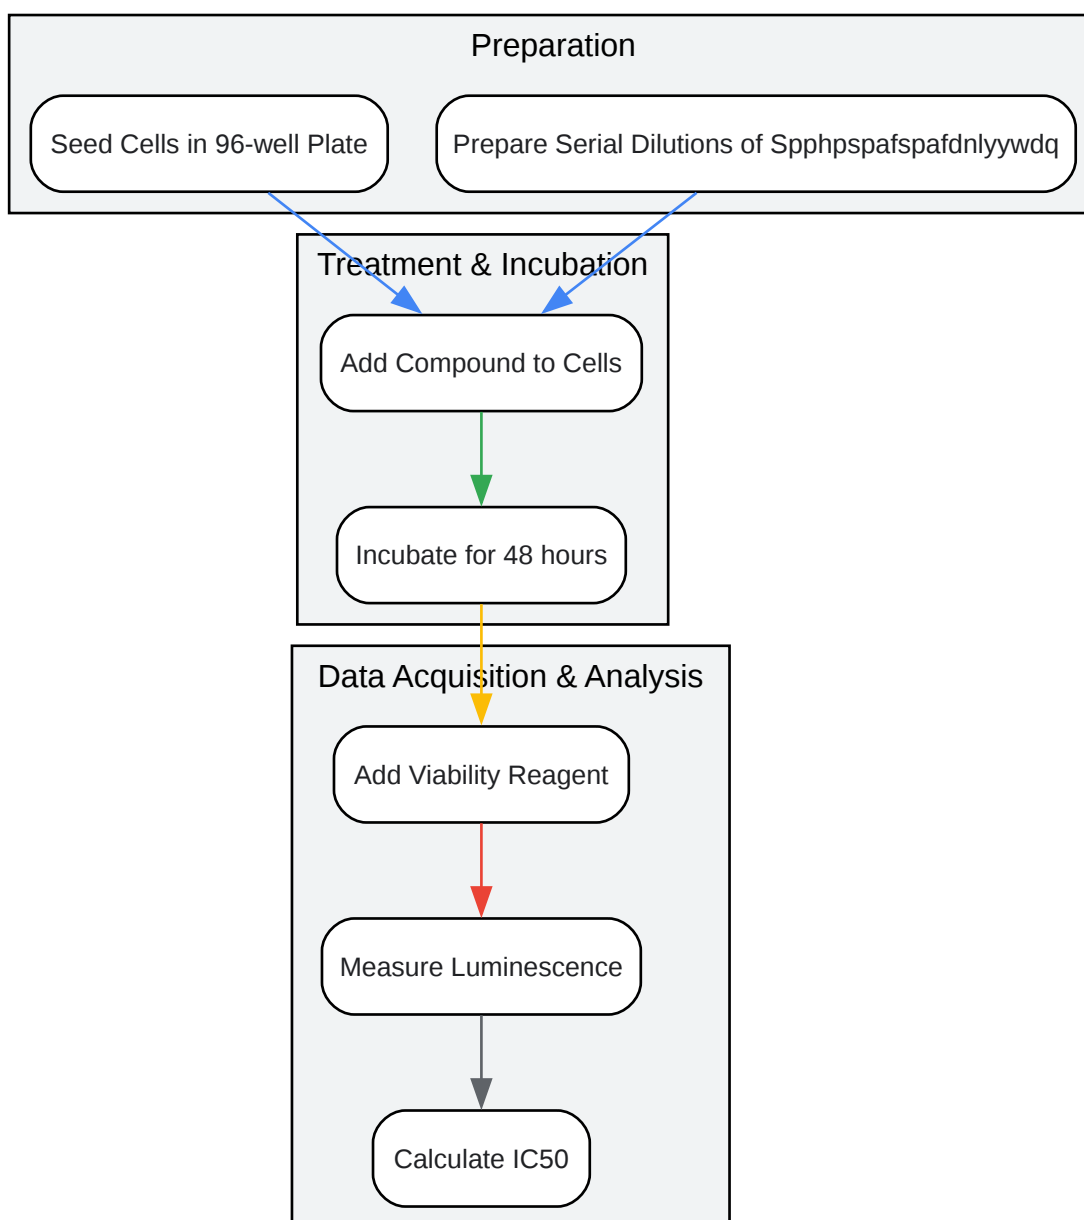 Preparation
Seed Cells in 96-well Plate
Prepare Serial Dilutions of Spphpspafspafdnlyywdq
Treatment & Incubation
Add Compound to Cells
Incubate for 48 hours
Data Acquisition & Analysis
Add Viability Reagent
Measure Luminescence
Calculate IC50